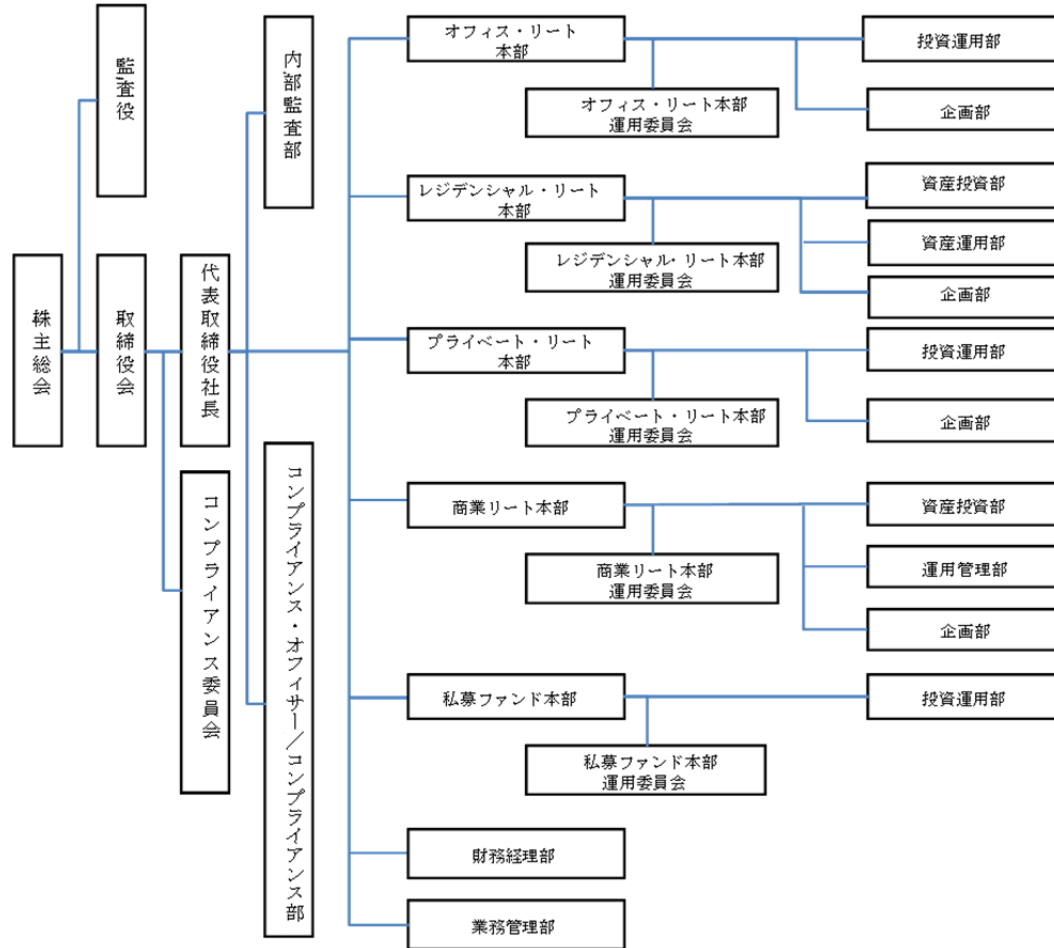 株主総会
監査役
取締役会
代表取締役社長
コンプライアンス委員会
内部監査部
コンプライアンス・オフィサー／コンプライアンス部
オフィス・リート
本部
オフィス・リート本部
運用委員会
投資運用部
企画部
レジデンシャル・リート
本部
レジデンシャル・リート本部
運用委員会
資産投資部
資産運用部
企画部
プライベート・リート
本部
プライベート・リート本部
運用委員会
投資運用部
企画部
商業リート本部
商業リート本部
運用委員会
資産投資部
運用管理部
企画部
私募ファンド本部
私募ファンド本部
運用委員会
投資運用部
財務経理部
業務管理部